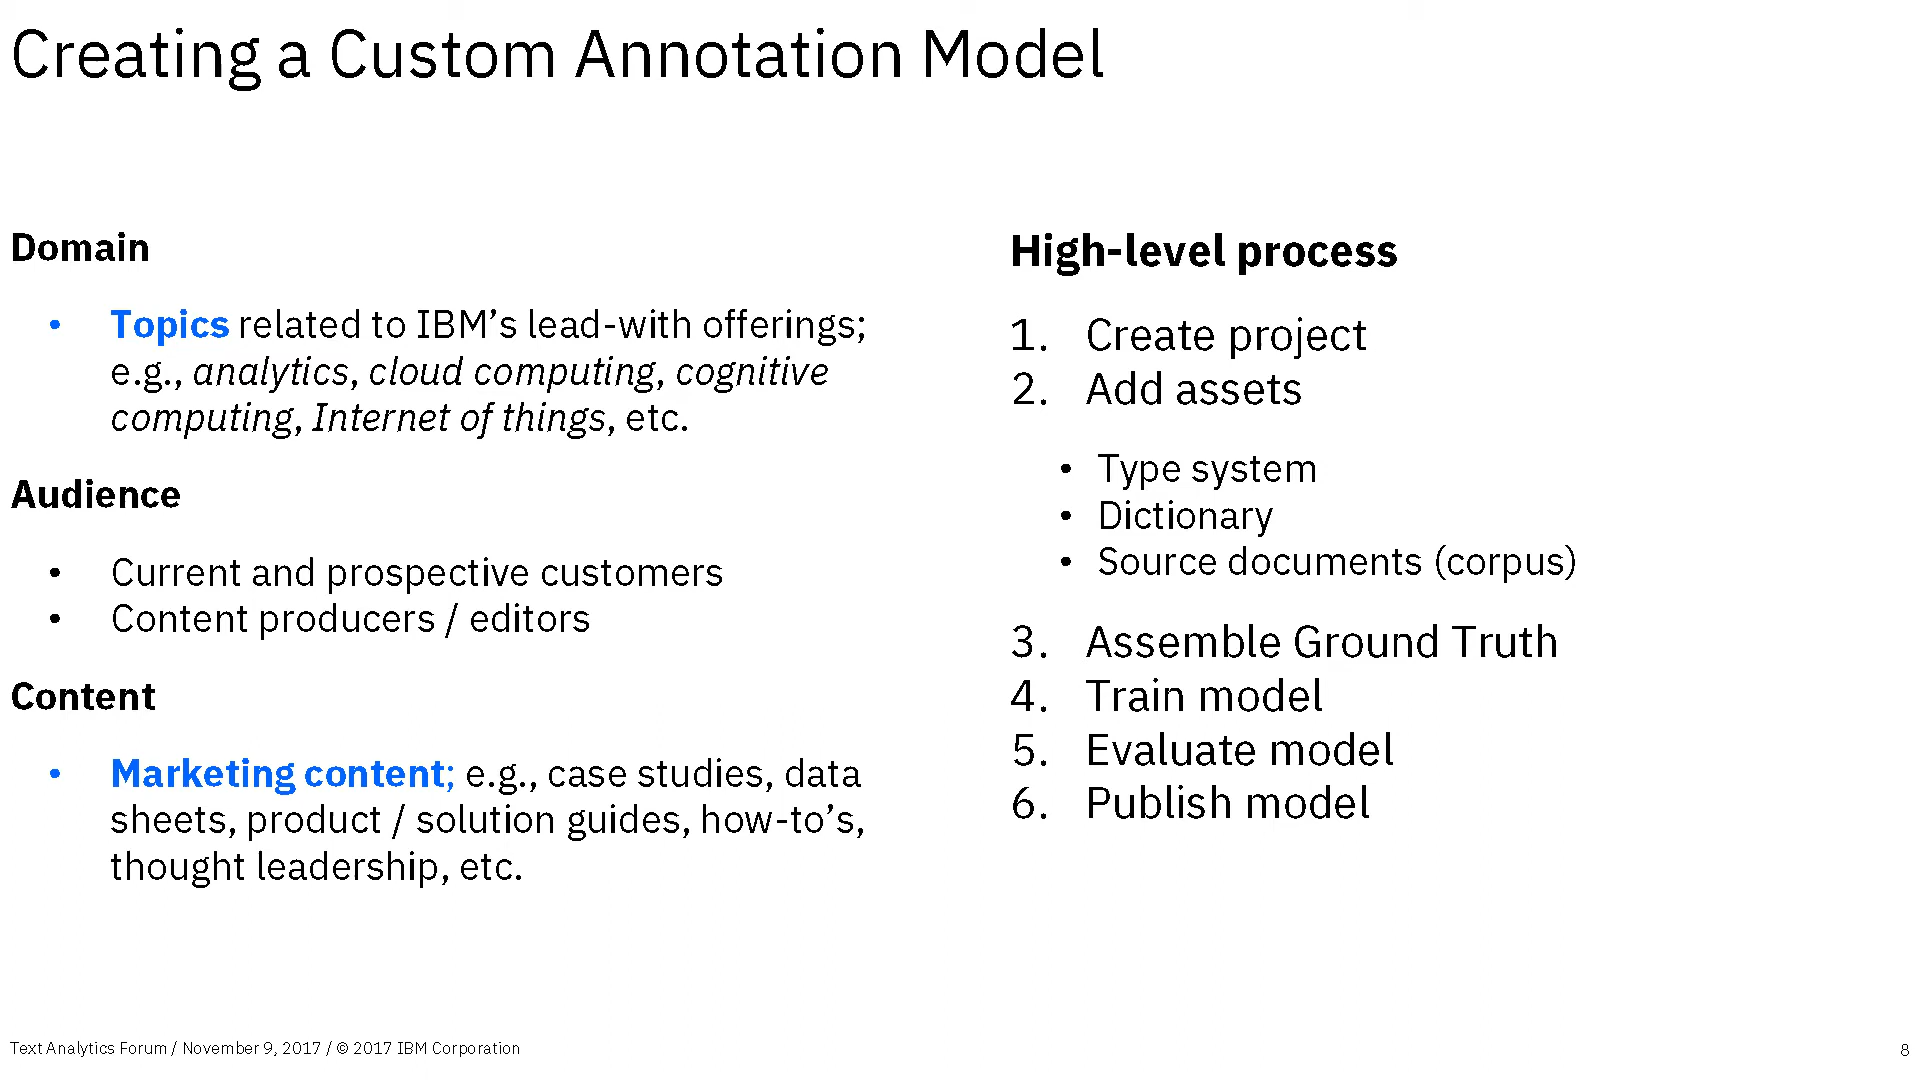 Creating a Custom Annotation Model
Domain
• Topics related to IBM’s lead-with offerings;
e.g., analytics, cloud computing, cognitive
computing, Internet of things, etc.
Audience
• Current and prospective customers
• Content producers / editors
Content
• Marketing content; e.g., case studies, data
sheets, product / solution guides, how-to’s,
thought leadership, etc.
High-level process
1. Create project
2. Add assets
• Type system
• Dictionary
• Source documents (corpus)
3. Assemble Ground Truth
4. Train model
5. Evaluate model
6. Publish model
Text Analytics Forum / November 9, 2017 / © 2017 IBM Corporation
8